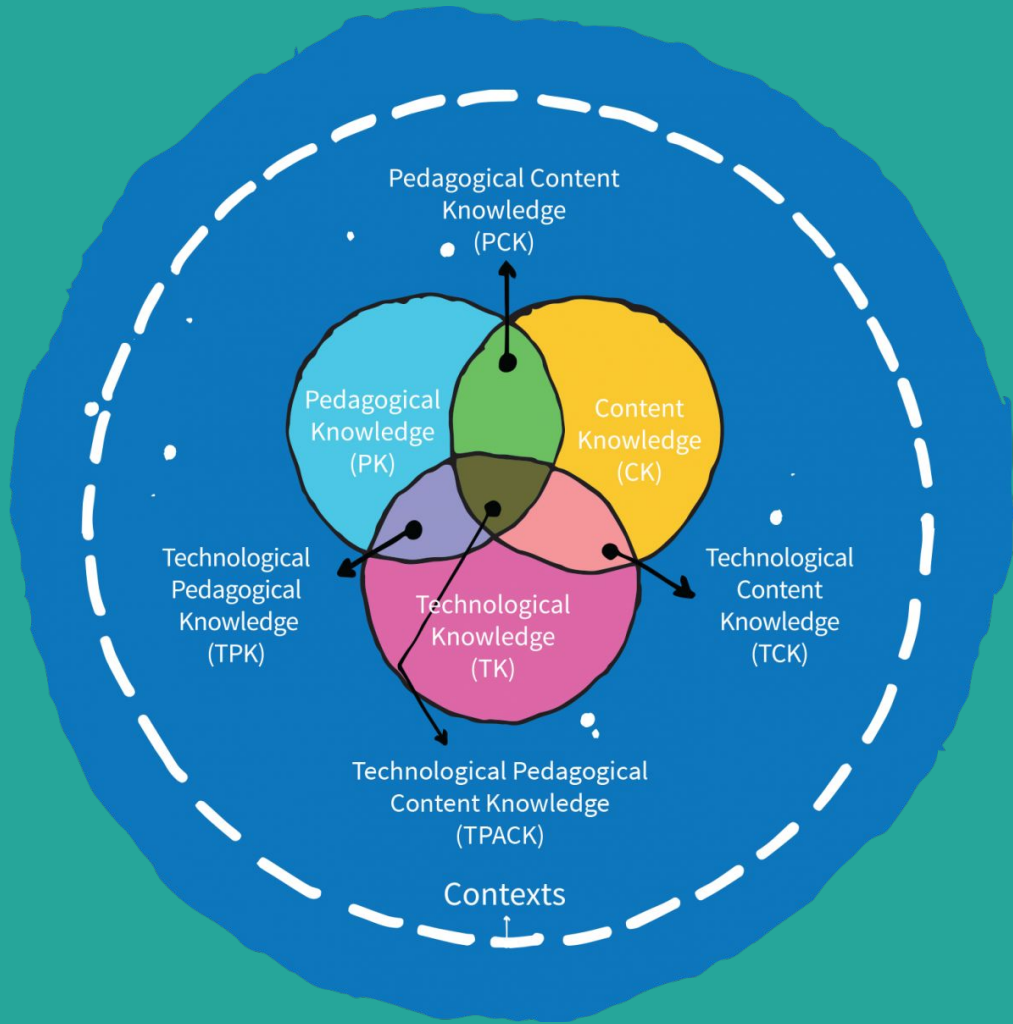 Pedagogical Content
Knowledge
(PCK)
Pedagogical
Knowledge
(PK)
Content
Knowledge
(CK)
Technological
Pedagogical
Knowledge
(TPK)
Technological
Knowledge
(TK)
Technological
Content
Knowledge
(TCK)
Technological Pedagogical
Content Knowledge
(TPACK)
Contexts